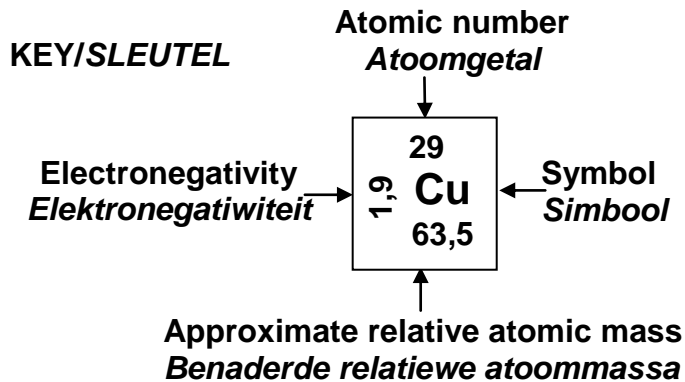 Atomic number
KEY/SLEUTEL
Atoomgetal
29
Electronegativity
1,9
Cu
Symbol
Elektronegatiwiteit
Simbool
63,5
Approximate relative atomic mass
Benaderde relatiewe atoommassa